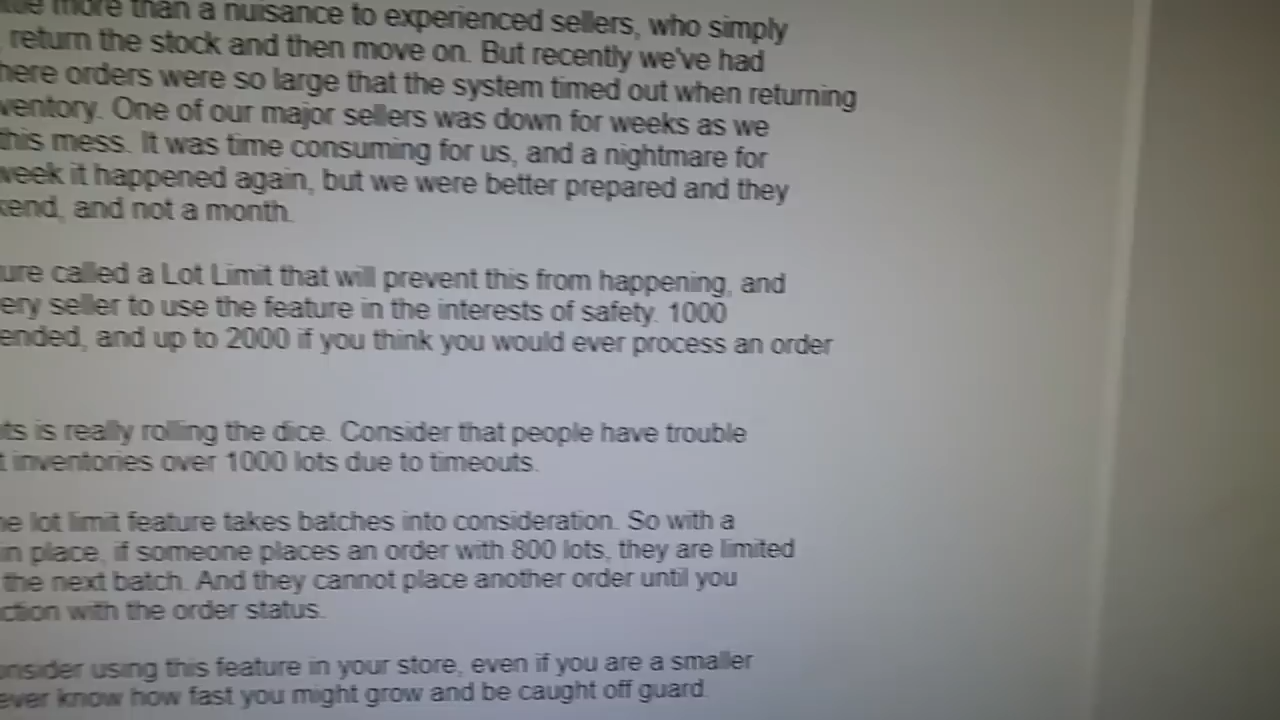 more than a nuisance to experienced sellers, who simply
return the stock and then move on. But recently we've had
here orders were so large that the system timed out when returning
ventory. One of our major sellers was down for weeks as we
this mess. It was time consuming for us, and a nightmare for
week it happened again, but we were better prepared and they
kend, and not a month.
ure called a Lot Limit that will prevent this from happening, and
ery seller to use the feature in the interests of safety. 1000
ended, and up to 2000 if you think you would ever process an order
ts is really rolling the dice. Consider that people have trouble
t inventories over 1000 lots due to timeouts.
he lot limit feature takes batches into consideration. So with a
in place, if someone places an order with 800 lots, they are limited
the next batch. And they cannot place another order until you
ction with the order status.
onsider using this feature in your store, even if you are a smaller
ever know how fast you might grow and be caught off guard.